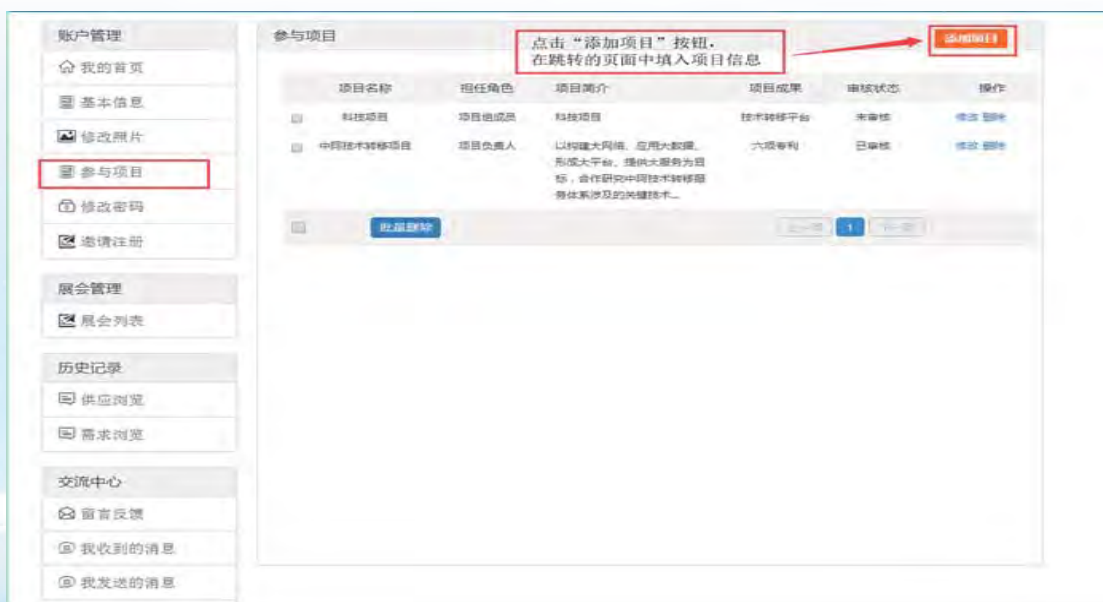 账户管理
我的首页
基本信息
修改照片
参与项目
修改密码
邀请注册
展会管理
展会列表
历史记录
供应浏览
需求浏览
交流中心
留言反馈
我收到的消息
我发送的消息
参与项目
点击“添加项目”按钮,
在跳转的页面中填入项目信息
添加项目
项目名称 担任角色 项目简介 项目成果 审核状态 操作
科技项目 项目组成员 科技项目 技术转移平台 未审核 修改 删除
中阿技术转移项目 项目负责人 以构建大网络、应用大数据、 六项专利 已审核 修改 删除
形成大平台、提供大服务为目
标，合作研究中阿技术转移服
务体系涉及的关键技术...
批量删除 上一页 1 下一页